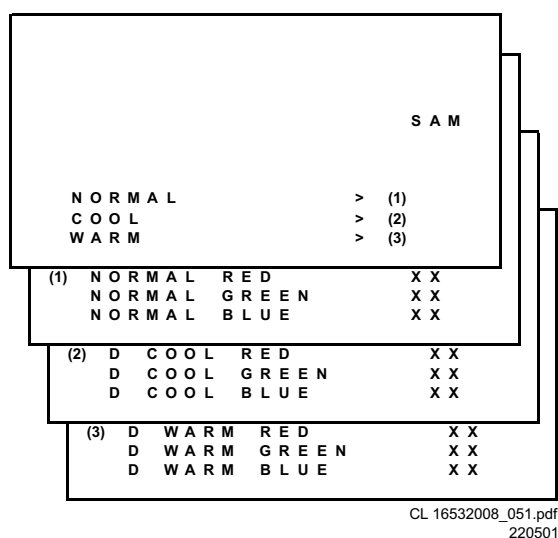 SAM
NORMAL > (1)
COOL > (2)
WARM > (3)
(1) NORMAL RED XX
NORMAL GREEN XX
NORMAL BLUE XX
(2) D COOL RED XX
D COOL GREEN XX
D COOL BLUE XX
(3) D WARM RED XX
D WARM GREEN XX
D WARM BLUE XX
CL 16532008_051.pdf
220501